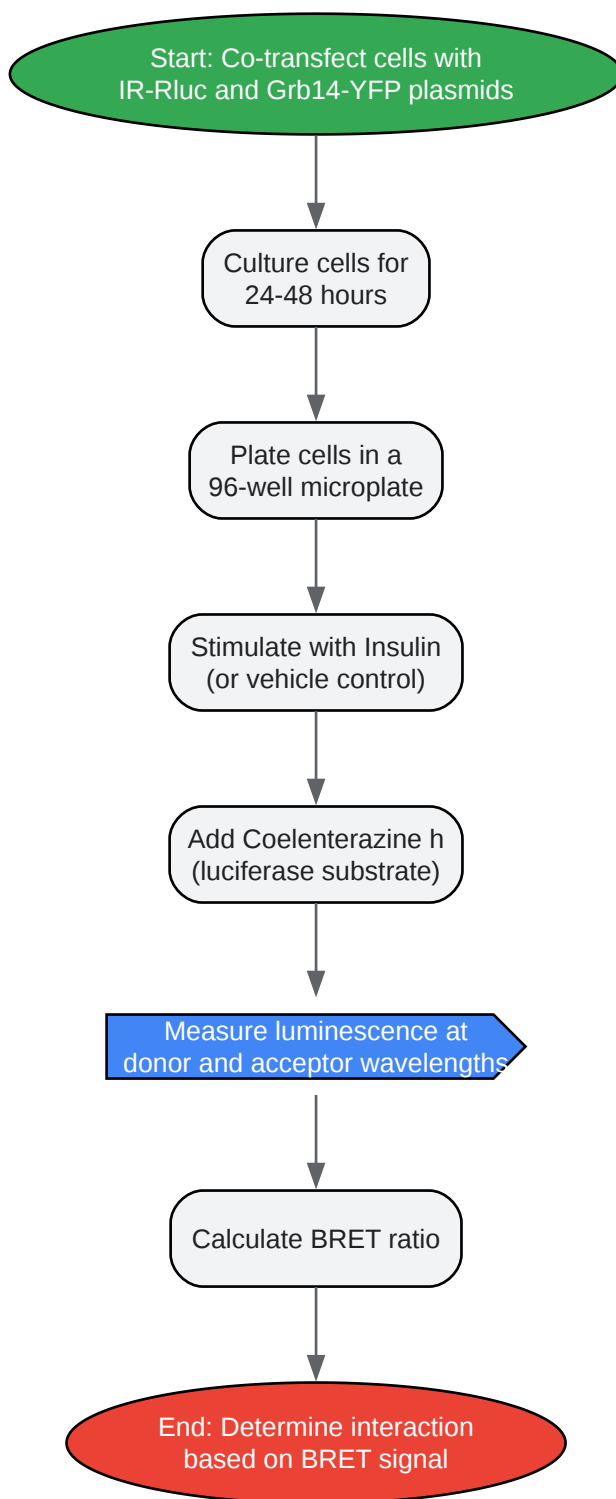 Start: Co-transfect cells with
IR-Rluc and Grb14-YFP plasmids
Culture cells for
24-48 hours
Plate cells in a
96-well microplate
Stimulate with Insulin
(or vehicle control)
Add Coelenterazine h
(luciferase substrate)
Measure luminescence at
donor and acceptor wavelengths
Calculate BRET ratio
End: Determine interaction
based on BRET signal